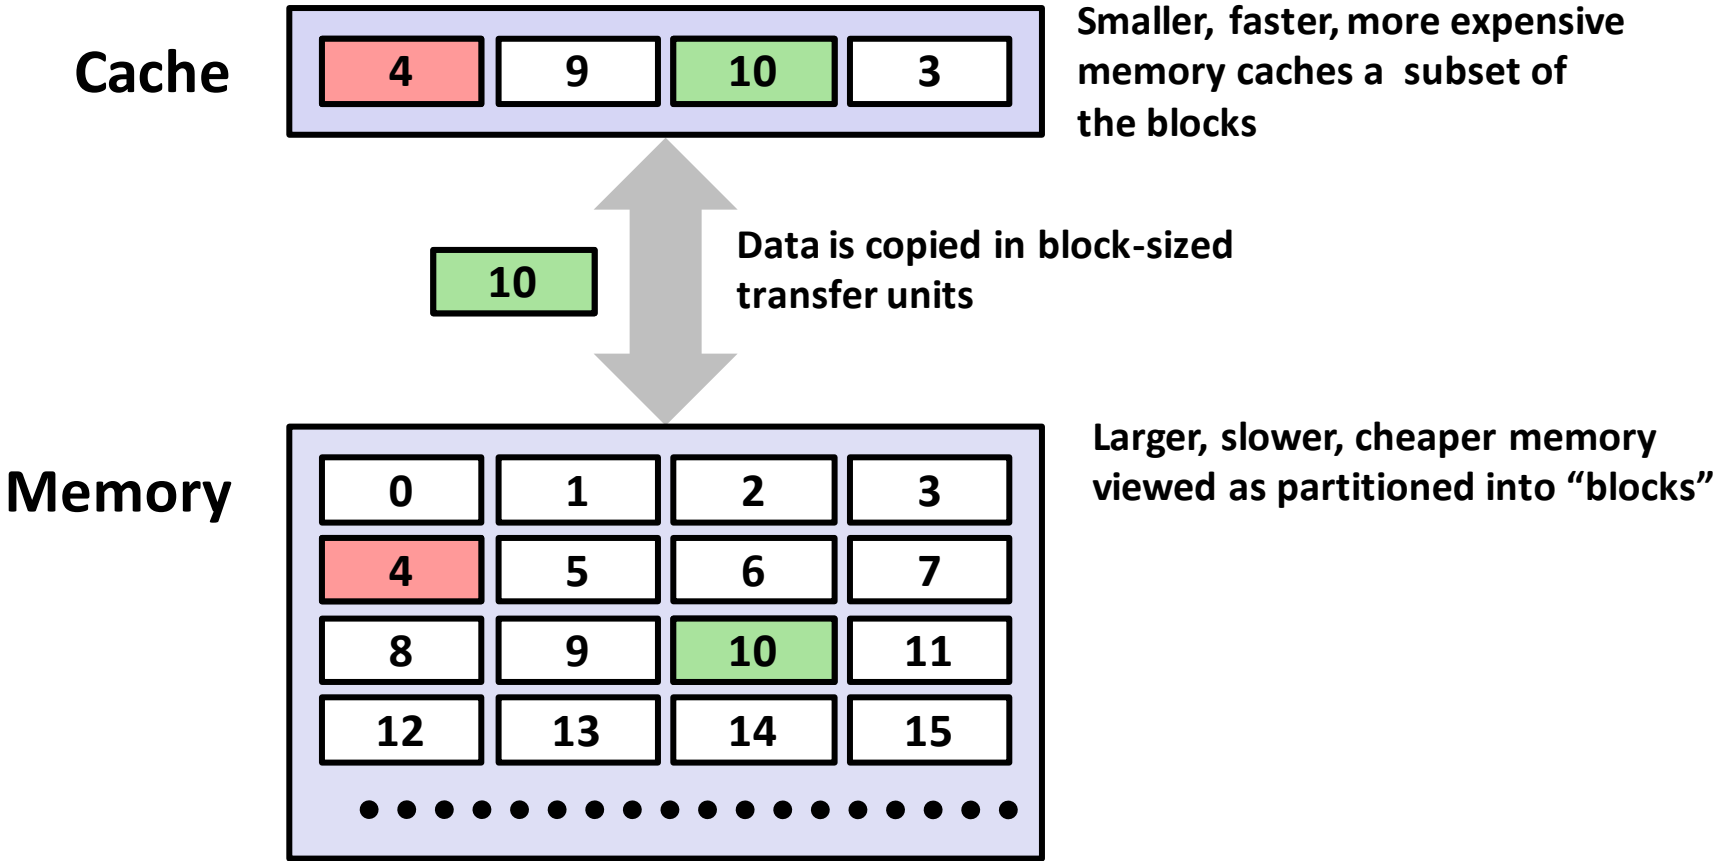 Cache
4 9 10 3
Smaller, faster, more expensive
memory caches a subset of
the blocks
10
Data is copied in block-sized
transfer units
Memory
0 1 2 3
4 5 6 7
8 9 10 11
12 13 14 15
Larger, slower, cheaper memory
viewed as partitioned into “blocks”